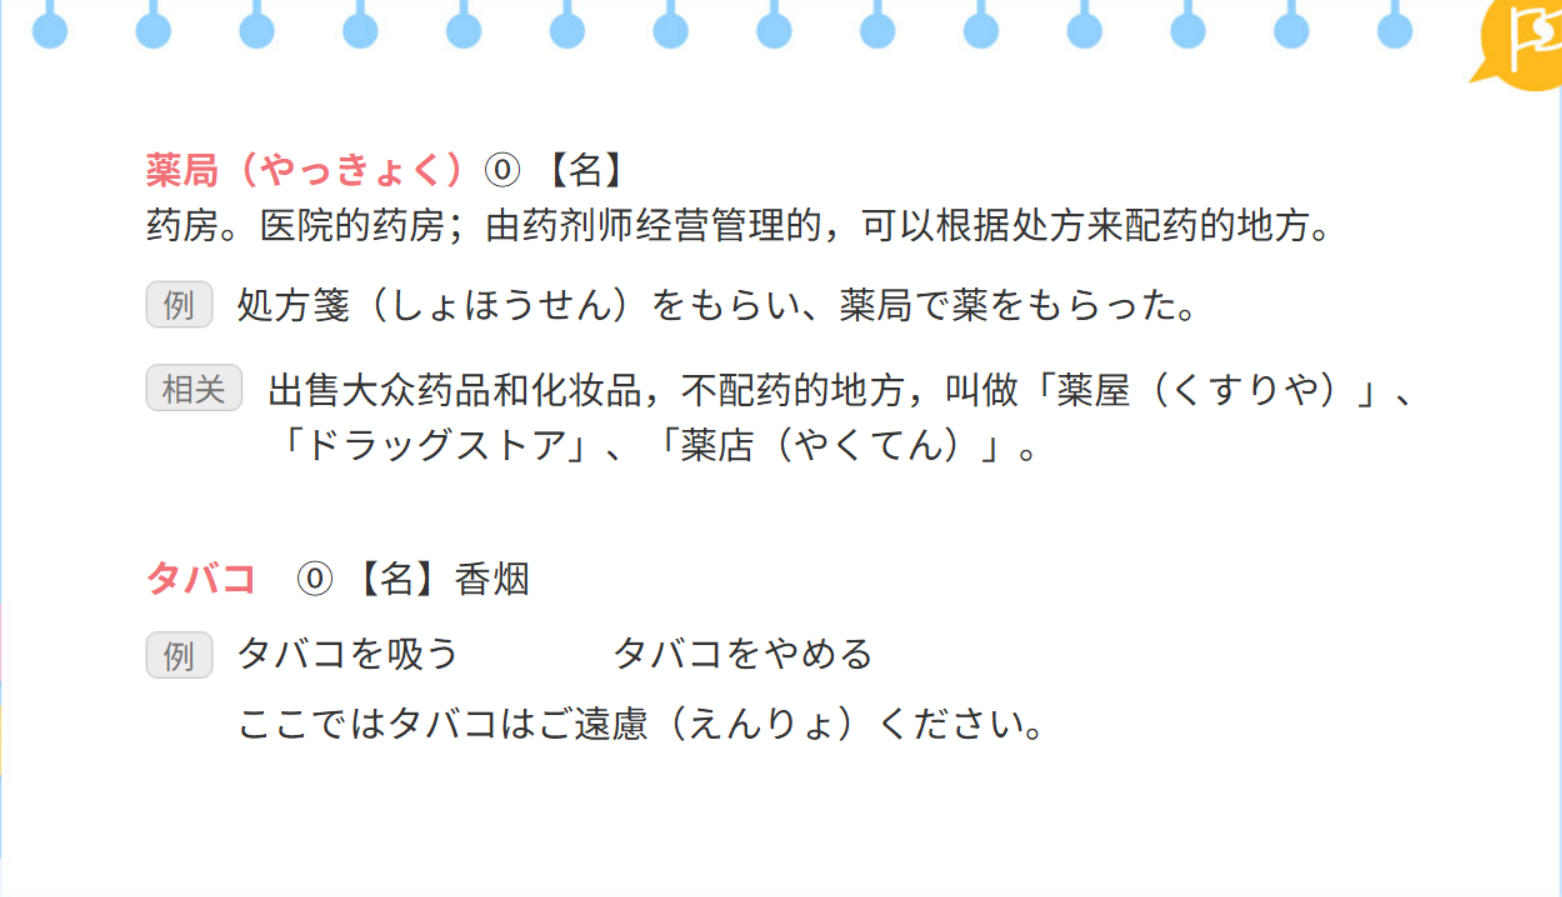 薬局（やっきょく）⓪【名】
药房。医院的药房；由药剂师经营管理的，可以根据处方来配药的地方。
例 処方箋（しょほうせん）をもらい、薬局で薬をもらった。
相关 出售大众药品和化妆品，不配药的地方，叫做「薬屋（くすりや）」、
「ドラッグストア」、「薬店（やくてん）」。
タバコ ⓪【名】香烟
例 タバコを吸う タバコをやめる
ここではタバコはご遠慮（えんりょ）ください。